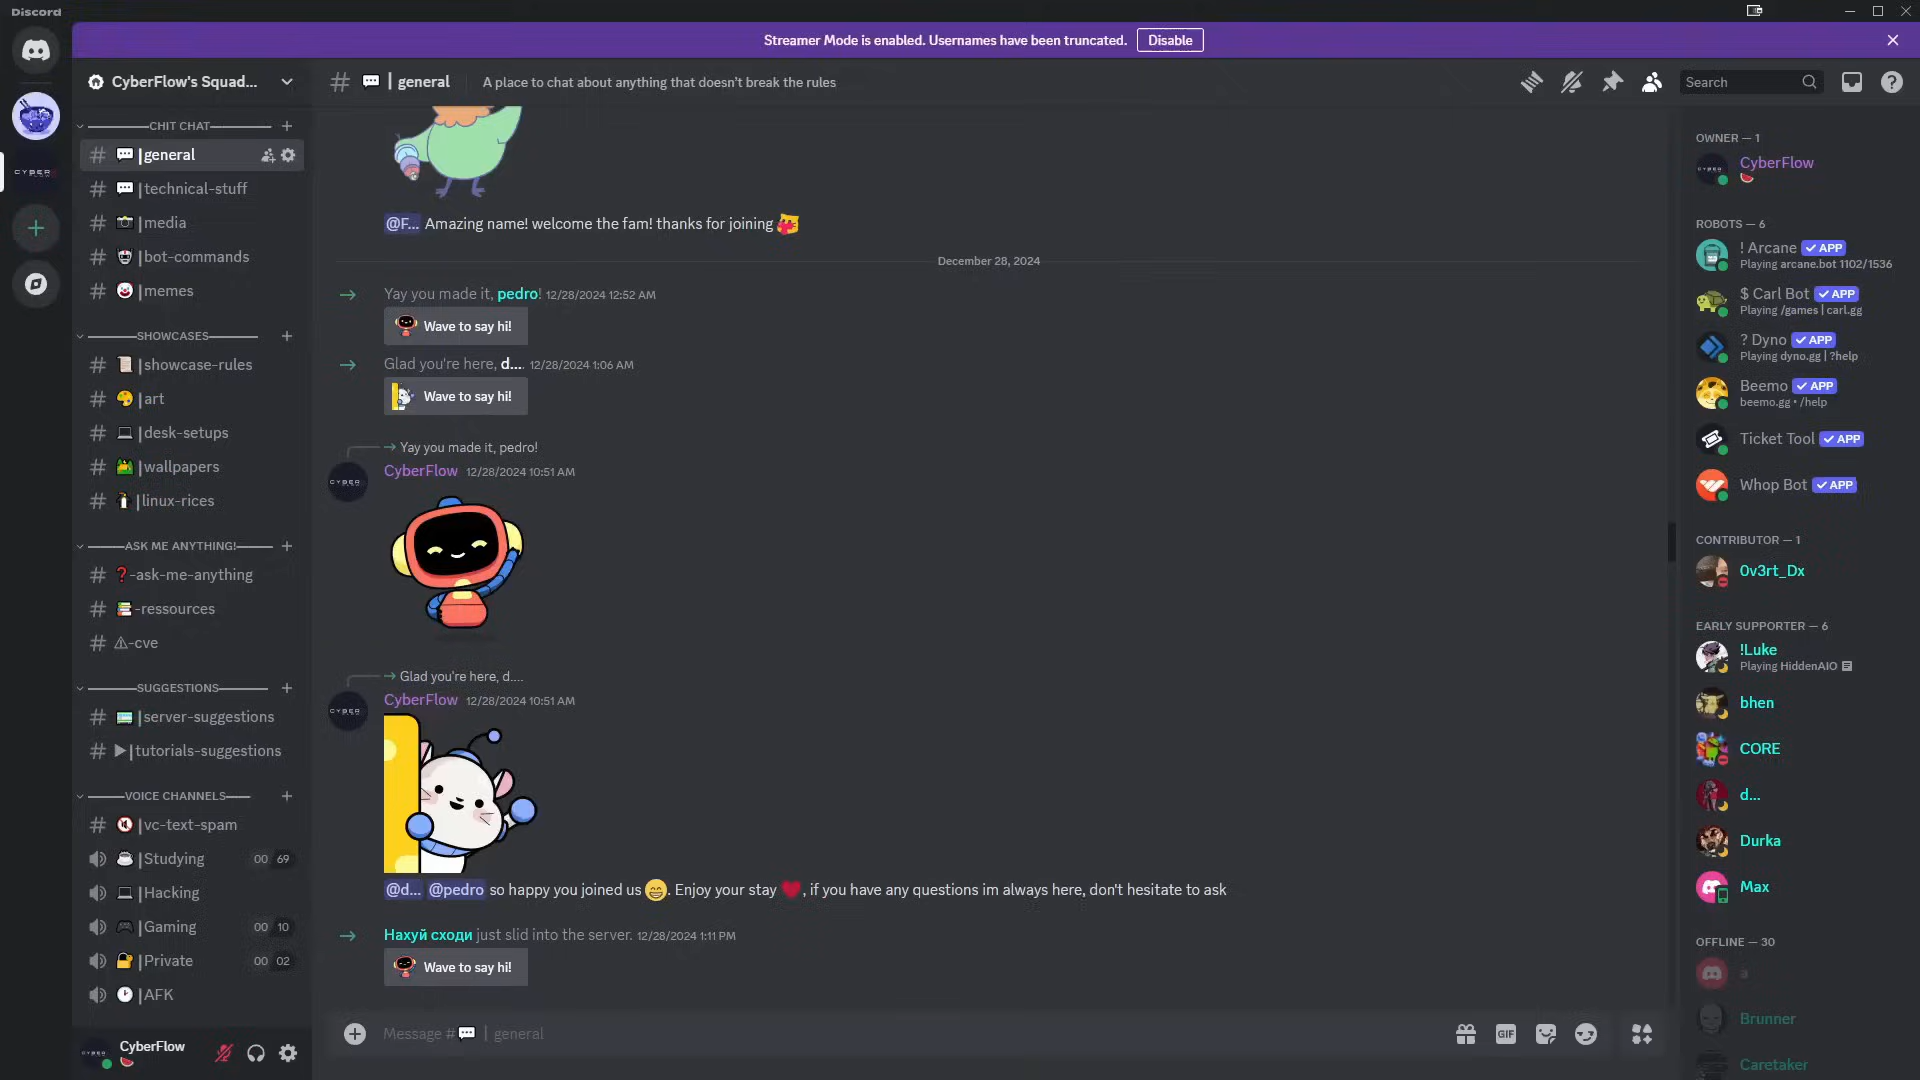 Discord
Streamer Mode is enabled. Usernames have been truncated. Disable
CyberFlow's Squad...
general
A place to chat about anything that doesn't break the rules
Search
CHIT CHAT
general
technical-stuff
media
bot-commands
memes
SHOWCASES
showcase-rules
art
desk-setups
wallpapers
linux-rices
ASK ME ANYTHING!
-ask-me-anything
-ressources
-cve
SUGGESTIONS
server-suggestions
tutorials-suggestions
VOICE CHANNELS
vc-text-spam
Studying 00 69
Hacking
Gaming 00 10
Private 00 02
AFK
CyberFlow
@F... Amazing name! welcome the fam! thanks for joining
December 28, 2024
Yay you made it, pedro! 12/28/2024 12:52 AM
Wave to say hi!
Glad you're here, d.... 12/28/2024 1:06 AM
Wave to say hi!
Yay you made it, pedro!
CYBER
CyberFlow 12/28/2024 10:51 AM
Glad you're here, d....
CYBER
CyberFlow 12/28/2024 10:51 AM
@d... @pedro so happy you joined us . Enjoy your stay , if you have any questions im always here, don't hesitate to ask
Нахуй сходи just slid into the server. 12/28/2024 1:11 PM
Wave to say hi!
Message # | general
GIF
OWNER — 1
CyberFlow
ROBOTS — 6
! Arcane APP
Playing arcane.bot 1102/1536
$ Carl Bot APP
Playing /games | carl.gg
? Dyno APP
Playing dyno.gg | ?help
Beemo APP
beemo.gg • /help
Ticket Tool APP
Whop Bot APP
CONTRIBUTOR — 1
0v3rt_Dx
EARLY SUPPORTER — 6
!Luke
Playing HiddenAIO
bhen
CORE
d...
Durka
Max
OFFLINE — 30
a
Brunner
Caretaker